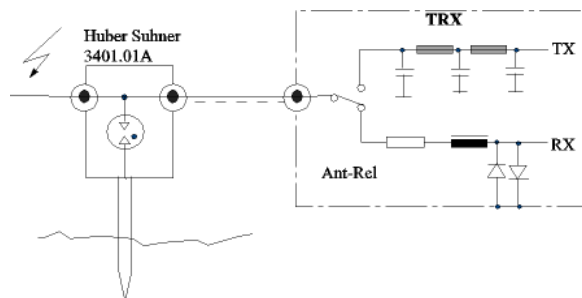 Huber Suhner
3401.01A
TRX
TX
RX
Ant-Rel